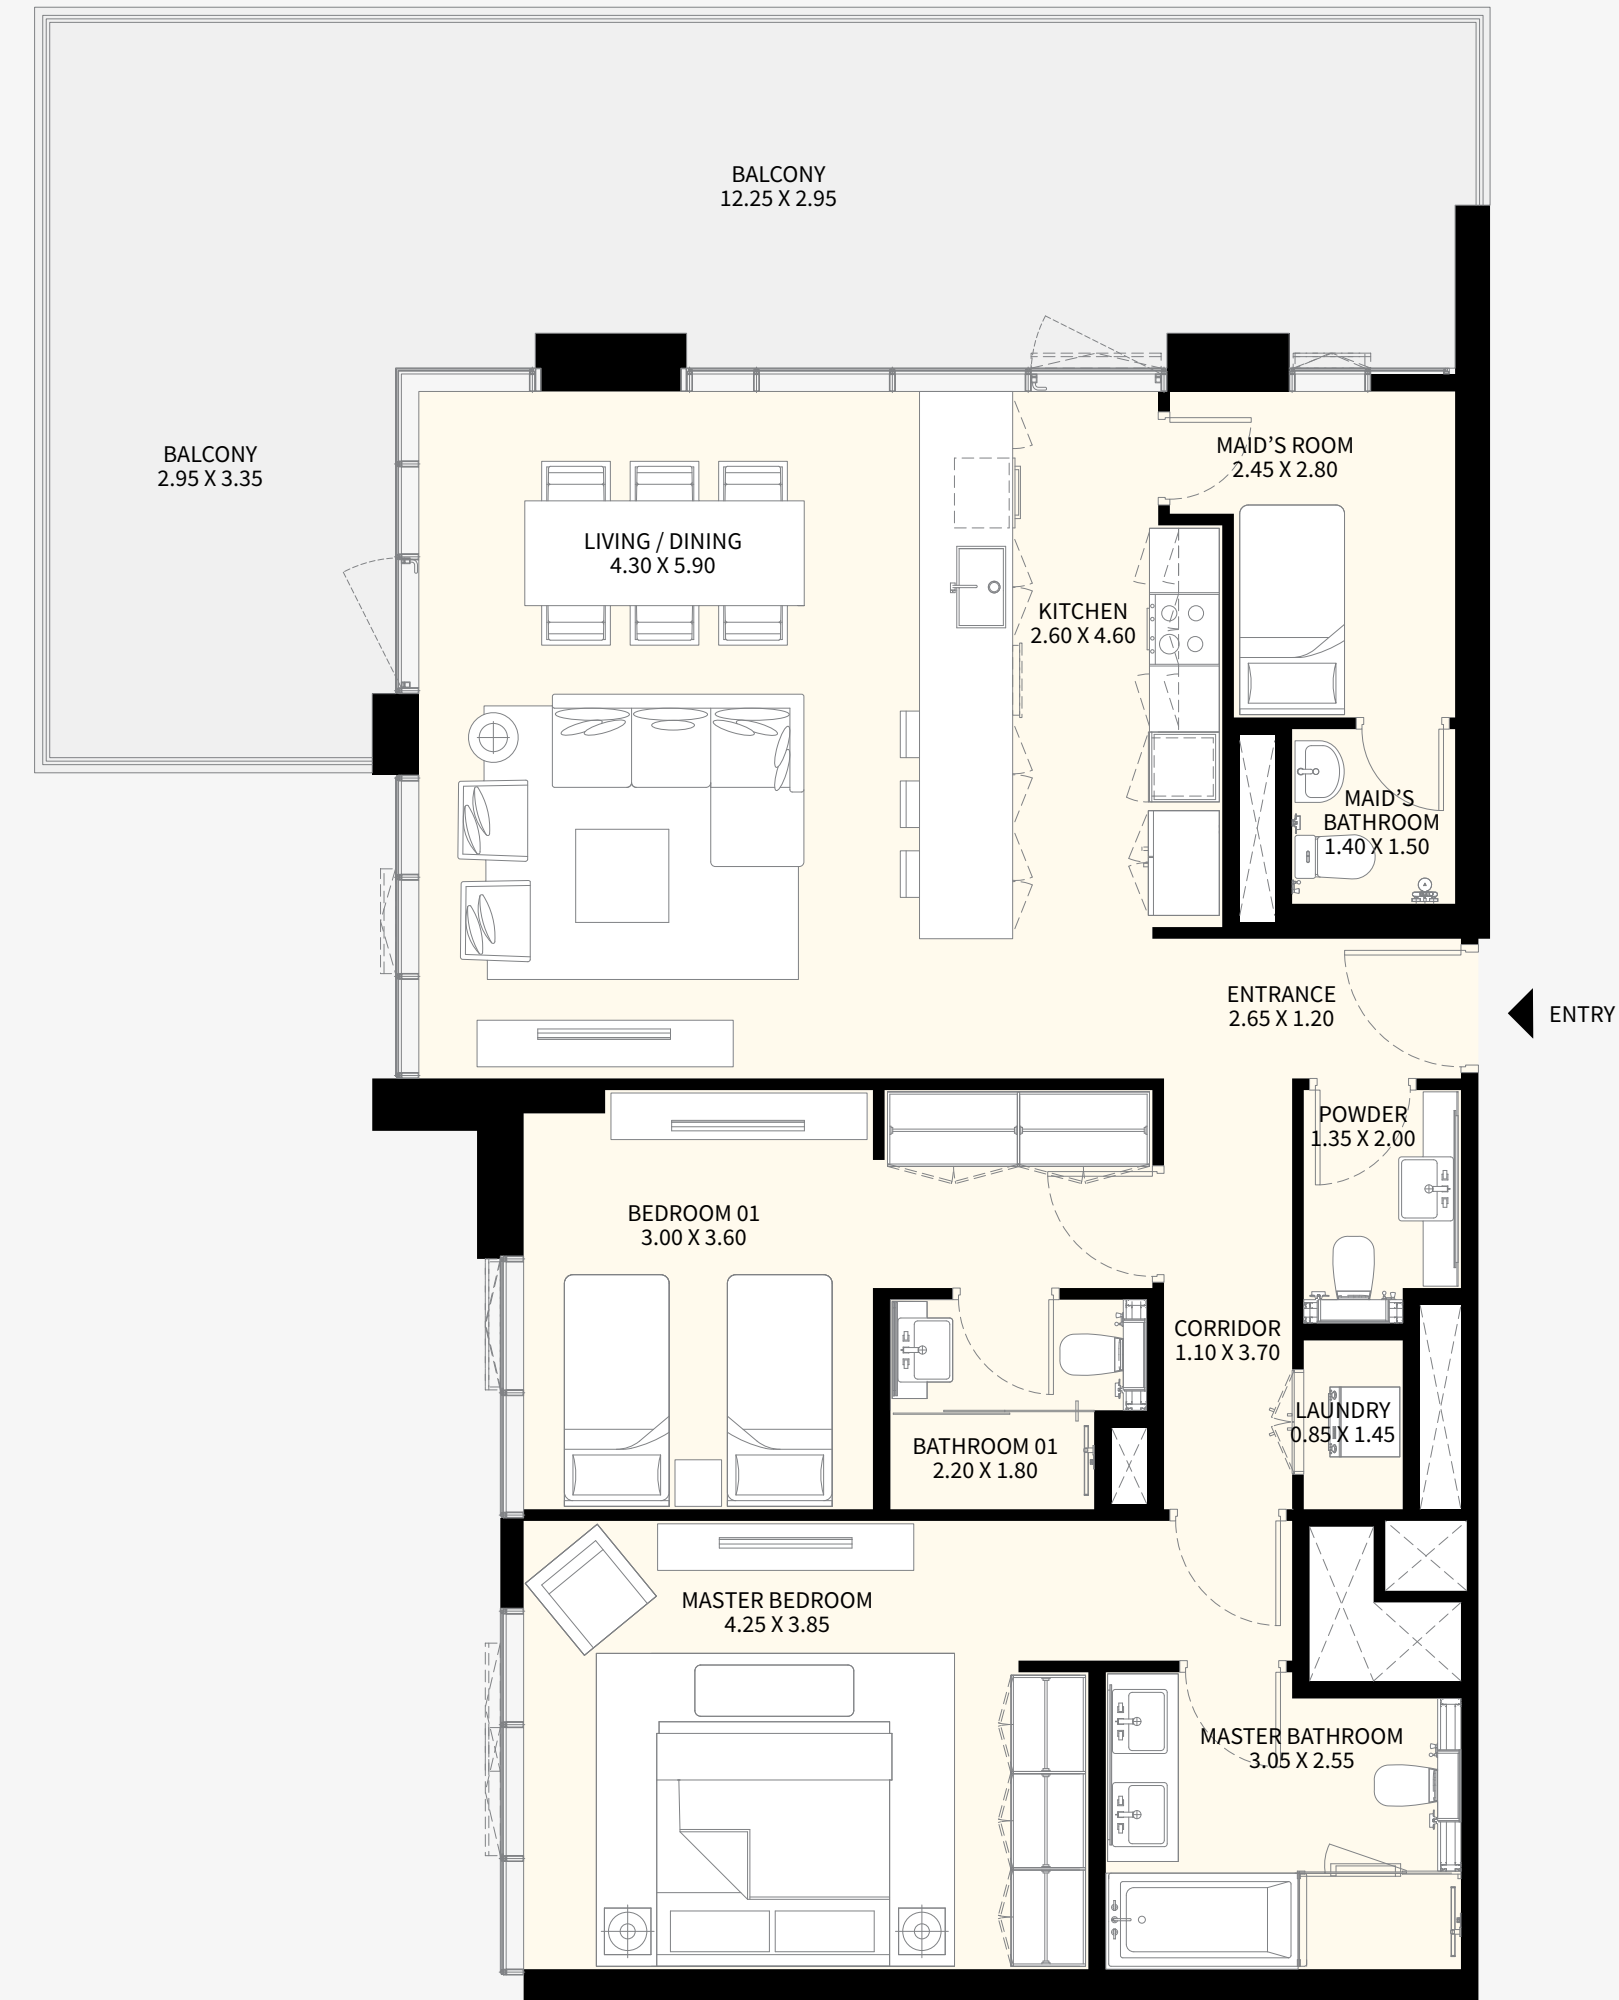 BALCONY
12.25 X 2.95
BALCONY
2.95 X 3.35
MAID’S ROOM
2.45 X 2.80
LIVING / DINING
4.30 X 5.90
KITCHEN
2.60 X 4.60
MAID’S
BATHROOM
1.40 X 1.50
ENTRANCE
2.65 X 1.20
ENTRY
POWDER
1.35 X 2.00
BEDROOM 01
3.00 X 3.60
CORRIDOR
1.10 X 3.70
LAUNDRY
0.85 X 1.45
BATHROOM 01
2.20 X 1.80
MASTER BEDROOM
4.25 X 3.85
MASTER BATHROOM
3.05 X 2.55